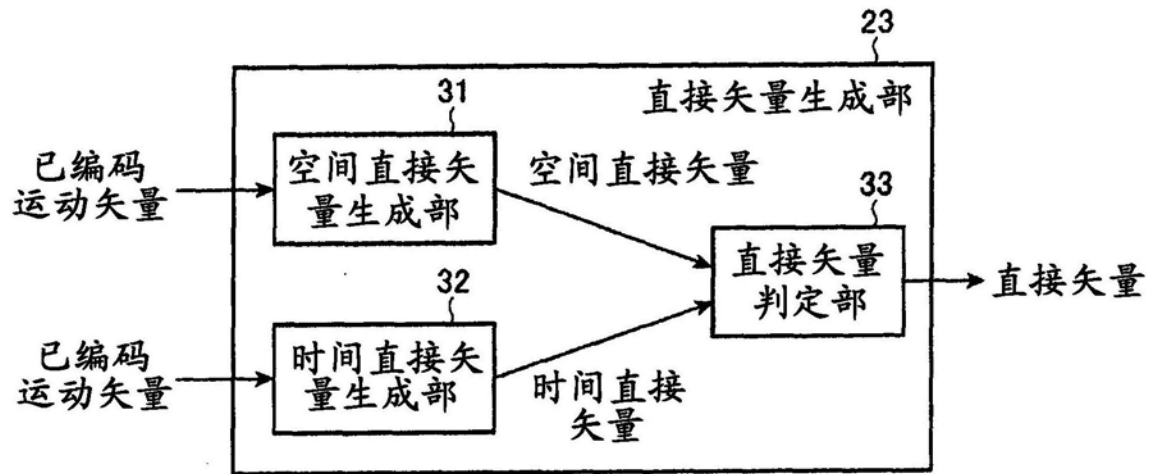 23
直接矢量生成部
31
已编码
运动矢量
空间直接矢
量生成部
空间直接矢量
33
直接矢量
判定部
直接矢量
32
已编码
运动矢量
时间直接矢
量生成部
时间直接
矢量